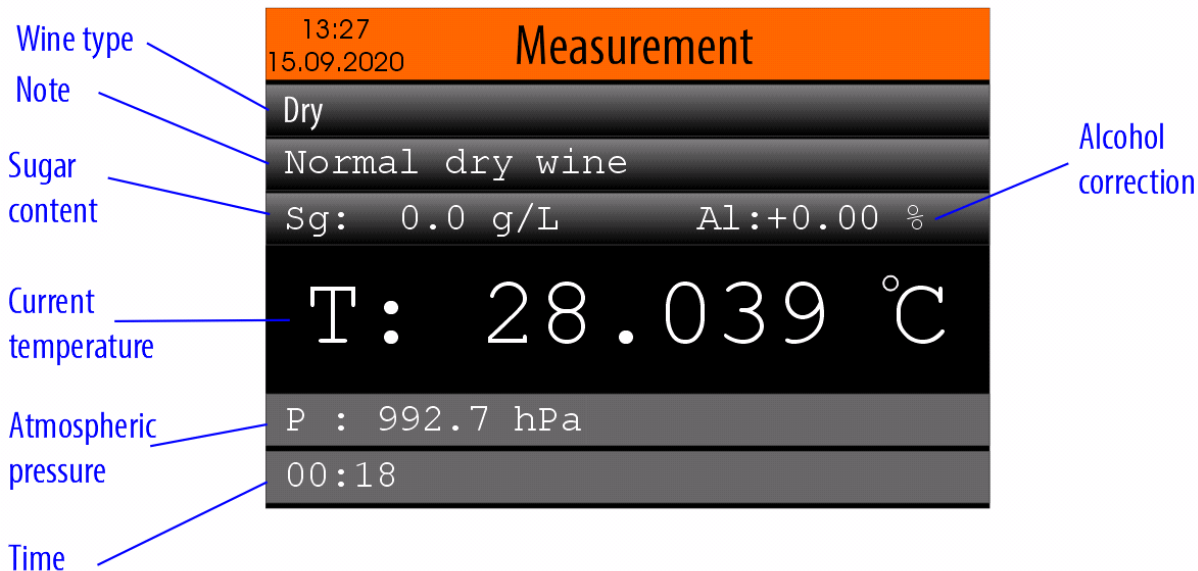 Wine type
Note
Sugar
content
Current
temperature
Atmospheric
pressure
Time
13:27
15.09.2020
Measurement
Dry
Normal dry wine
Sg: 0.0 g/L Al:+0.00 %
T: 28.039 ℃
P : 992.7 hPa
00:18
Alcohol
correction